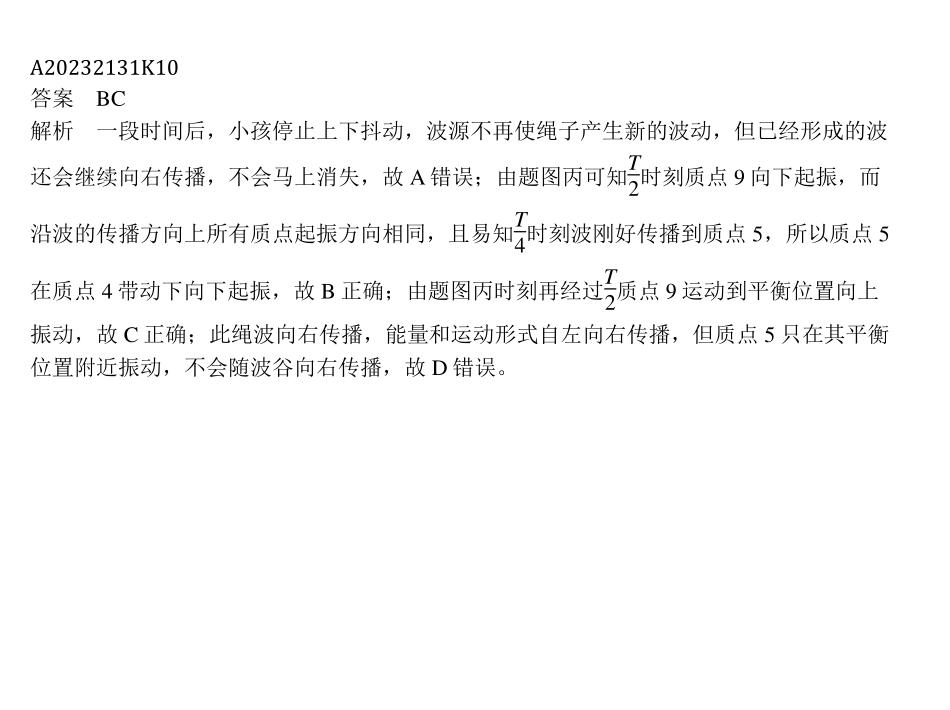 A20232131K10
答案　BC
解析　一段时间后，小孩停止上下抖动，波源不再使绳子产生新的波动，但已经形成的波
还会继续向右传播，不会马上消失，故 A 错误；由题图丙可知T/2时刻质点 9 向下起振，而
沿波的传播方向上所有质点起振方向相同，且易知T/4时刻波刚好传播到质点 5，所以质点 5
在质点 4 带动下向下起振，故 B 正确；由题图丙时刻再经过T/2质点 9 运动到平衡位置向上
振动，故 C 正确；此绳波向右传播，能量和运动形式自左向右传播，但质点 5 只在其平衡
位置附近振动，不会随波谷向右传播，故 D 错误。